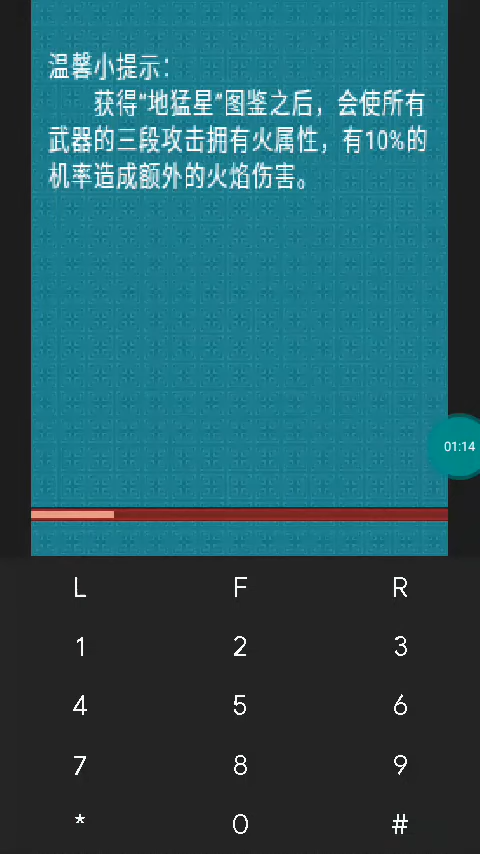 温馨小提示：
获得“地猛星”图鉴之后，会使所有
武器的三段攻击拥有火属性，有10%的
机率造成额外的火焰伤害。
01:14
L F R
1 2 3
4 5 6
7 8 9
* 0 #